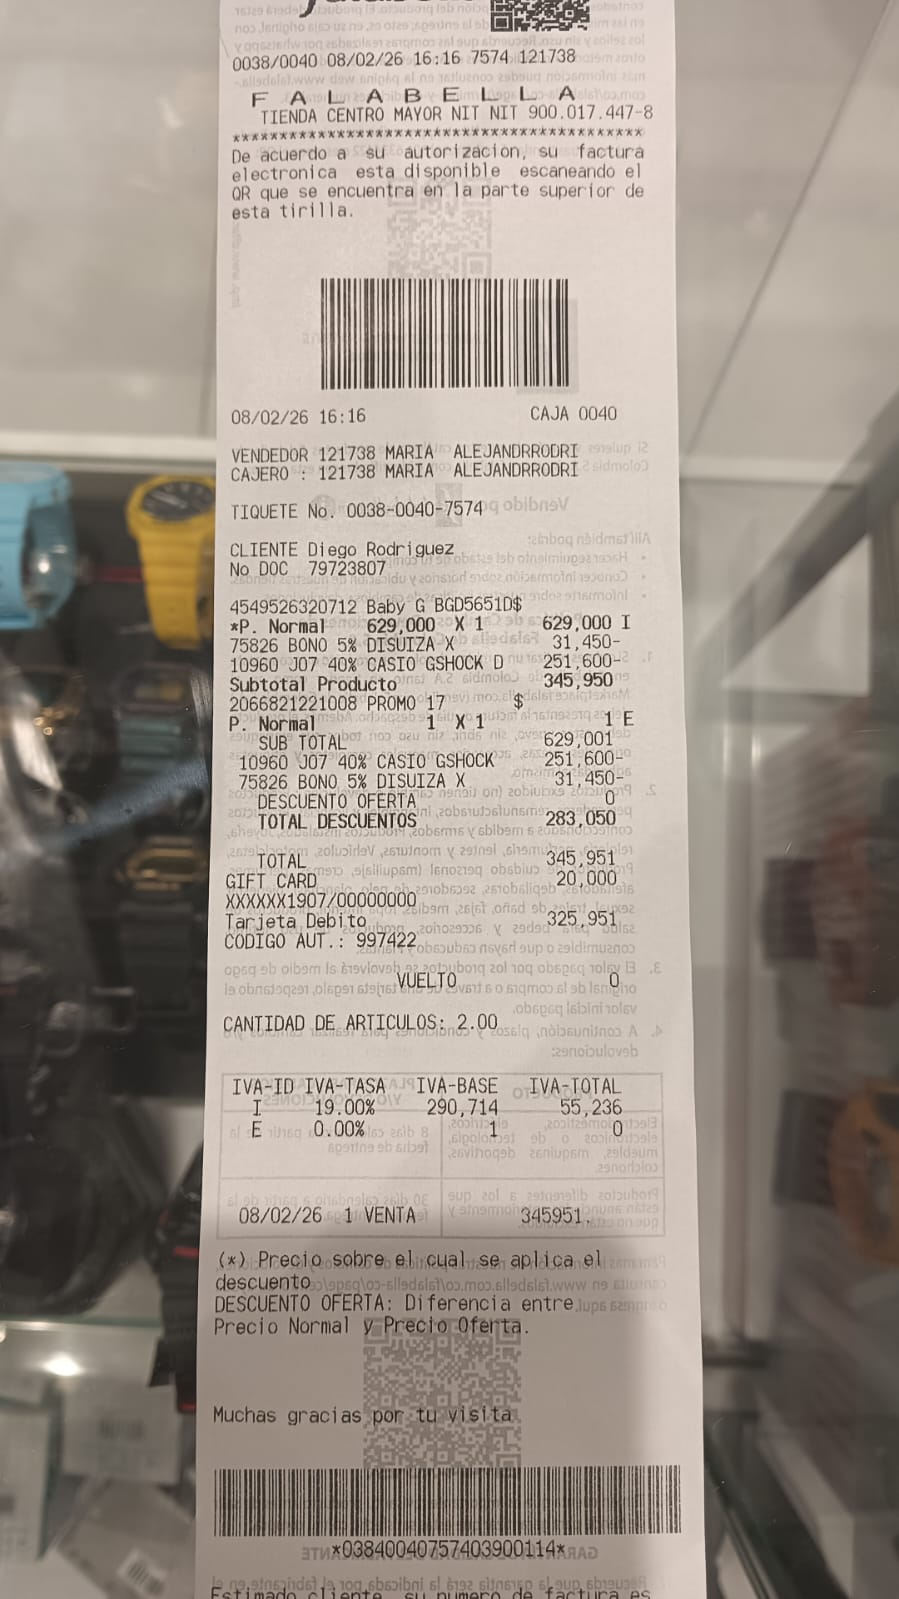 0038/0040 08/02/26 16:16 7574 121738
F A L A B E L L A
TIENDA CENTRO MAYOR NIT NIT 900.017.447-8
********************************************
De acuerdo a su autorizacion, su factura
electronica esta disponible escaneando el
QR que se encuentra en la parte superior de
esta tirilla.
08/02/26 16:16 CAJA 0040
VENDEDOR 121738 MARIA ALEJANDRRODRI
CAJERO : 121738 MARIA ALEJANDRRODRI
TIQUETE No. 0038-0040-7574
CLIENTE Diego Rodriguez
No DOC 79723807
4549526320712 Baby G BGD5651D$
*P. Normal 629,000 X 1 629,000 I
75826 BONO 5% DISUIZA X 31,450-
10960 J07 40% CASIO GSHOCK D 251,600-
Subtotal Producto 345,950
2066821221008 PROMO 17 $
P. Normal 1 X 1 1 E
SUB TOTAL 629,001
10960 J07 40% CASIO GSHOCK 251,600-
75826 BONO 5% DISUIZA X 31,450-
DESCUENTO OFERTA 0
TOTAL DESCUENTOS 283,050
TOTAL 345,951
GIFT CARD 20,000
XXXXXX1907/00000000
Tarjeta Debito 325,951
CODIGO AUT.: 997422
VUELTO 0
CANTIDAD DE ARTICULOS: 2.00
IVA-ID IVA-TASA IVA-BASE IVA-TOTAL
I 19.00% 290,714 55,236
E 0.00% 1 0
08/02/26 1 VENTA 345951.
(*) Precio sobre el cual se aplica el
descuento
DESCUENTO OFERTA: Diferencia entre
Precio Normal y Precio Oferta.
Muchas gracias por tu visita
*03840040757403900114*
Estimado cliente, su numero de factura es